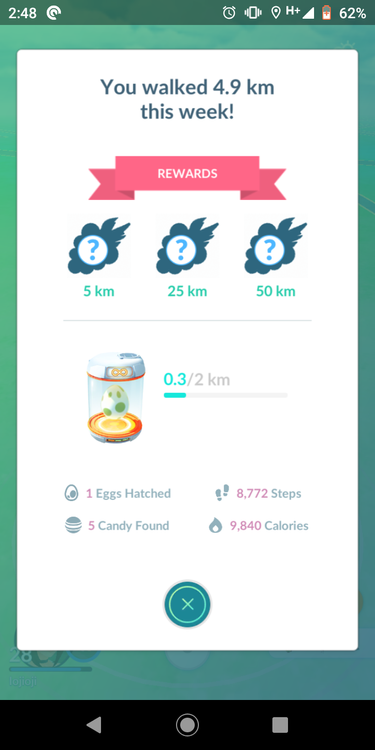 2:48 H+ 62%
You walked 4.9 km
this week!
REWARDS
? ? ?
5 km 25 km 50 km
0.3/2 km
1 Eggs Hatched 8,772 Steps
5 Candy Found 9,840 Calories
28